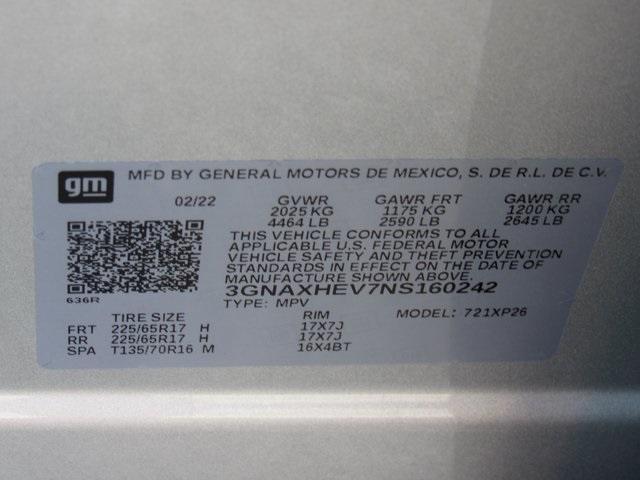 gm MFD BY GENERAL MOTORS DE MEXICO, S. DE R.L. DE C.V.
02/22 GVWR GAWR FRT GAWR RR
2025 KG 1175 KG 1200 KG
4464 LB 2590 LB 2645 LB
THIS VEHICLE CONFORMS TO ALL
APPLICABLE U.S. FEDERAL MOTOR
VEHICLE SAFETY AND THEFT PREVENTION
STANDARDS IN EFFECT ON THE DATE OF
MANUFACTURE SHOWN ABOVE.
3GNAXHEV7NS160242
636R TYPE: MPV MODEL: 721XP26
TIRE SIZE RIM
FRT 225/65R17 H 17X7J
RR 225/65R17 H 17X7J
SPA T135/70R16 M 16X4BT